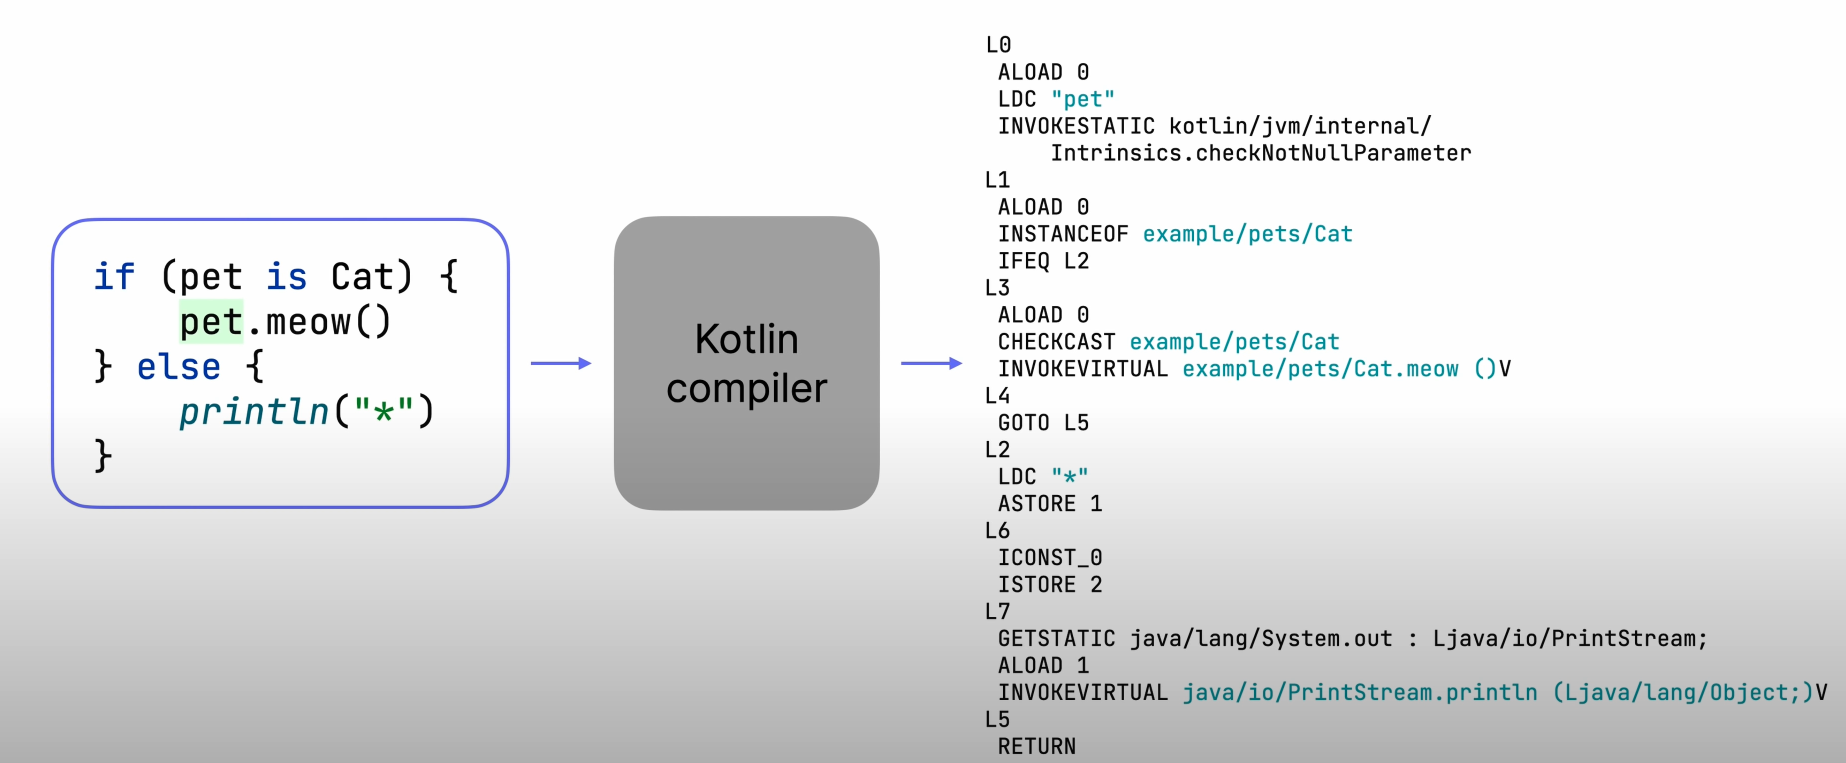 if (pet is Cat) {
    pet.meow()
} else {
    println("*")
}
Kotlin
compiler
L0
 ALOAD 0
 LDC "pet"
 INVOKESTATIC kotlin/jvm/internal/
     Intrinsics.checkNotNullParameter
L1
 ALOAD 0
 INSTANCEOF example/pets/Cat
 IFEQ L2
L3
 ALOAD 0
 CHECKCAST example/pets/Cat
 INVOKEVIRTUAL example/pets/Cat.meow ()V
L4
 GOTO L5
L2
 LDC "*"
 ASTORE 1
L6
 ICONST_0
 ISTORE 2
L7
 GETSTATIC java/lang/System.out : Ljava/io/PrintStream;
 ALOAD 1
 INVOKEVIRTUAL java/io/PrintStream.println (Ljava/lang/Object;)V
L5
 RETURN